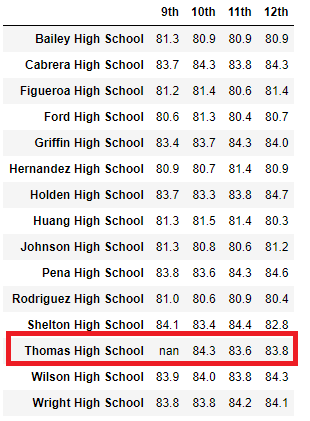 9th 10th 11th 12th
Bailey High School 81.3 80.9 80.9 80.9
Cabrera High School 83.7 84.3 83.8 84.3
Figueroa High School 81.2 81.4 80.6 81.4
Ford High School 80.6 81.3 80.4 80.7
Griffin High School 83.4 83.7 84.3 84.0
Hernandez High School 80.9 80.7 81.4 80.9
Holden High School 83.7 83.3 83.8 84.7
Huang High School 81.3 81.5 81.4 80.3
Johnson High School 81.3 80.8 80.6 81.2
Pena High School 83.8 83.6 84.3 84.6
Rodriguez High School 81.0 80.6 80.9 80.4
Shelton High School 84.1 83.4 84.4 82.8
Thomas High School nan 84.3 83.6 83.8
Wilson High School 83.9 84.0 83.8 84.3
Wright High School 83.8 83.8 84.2 84.1